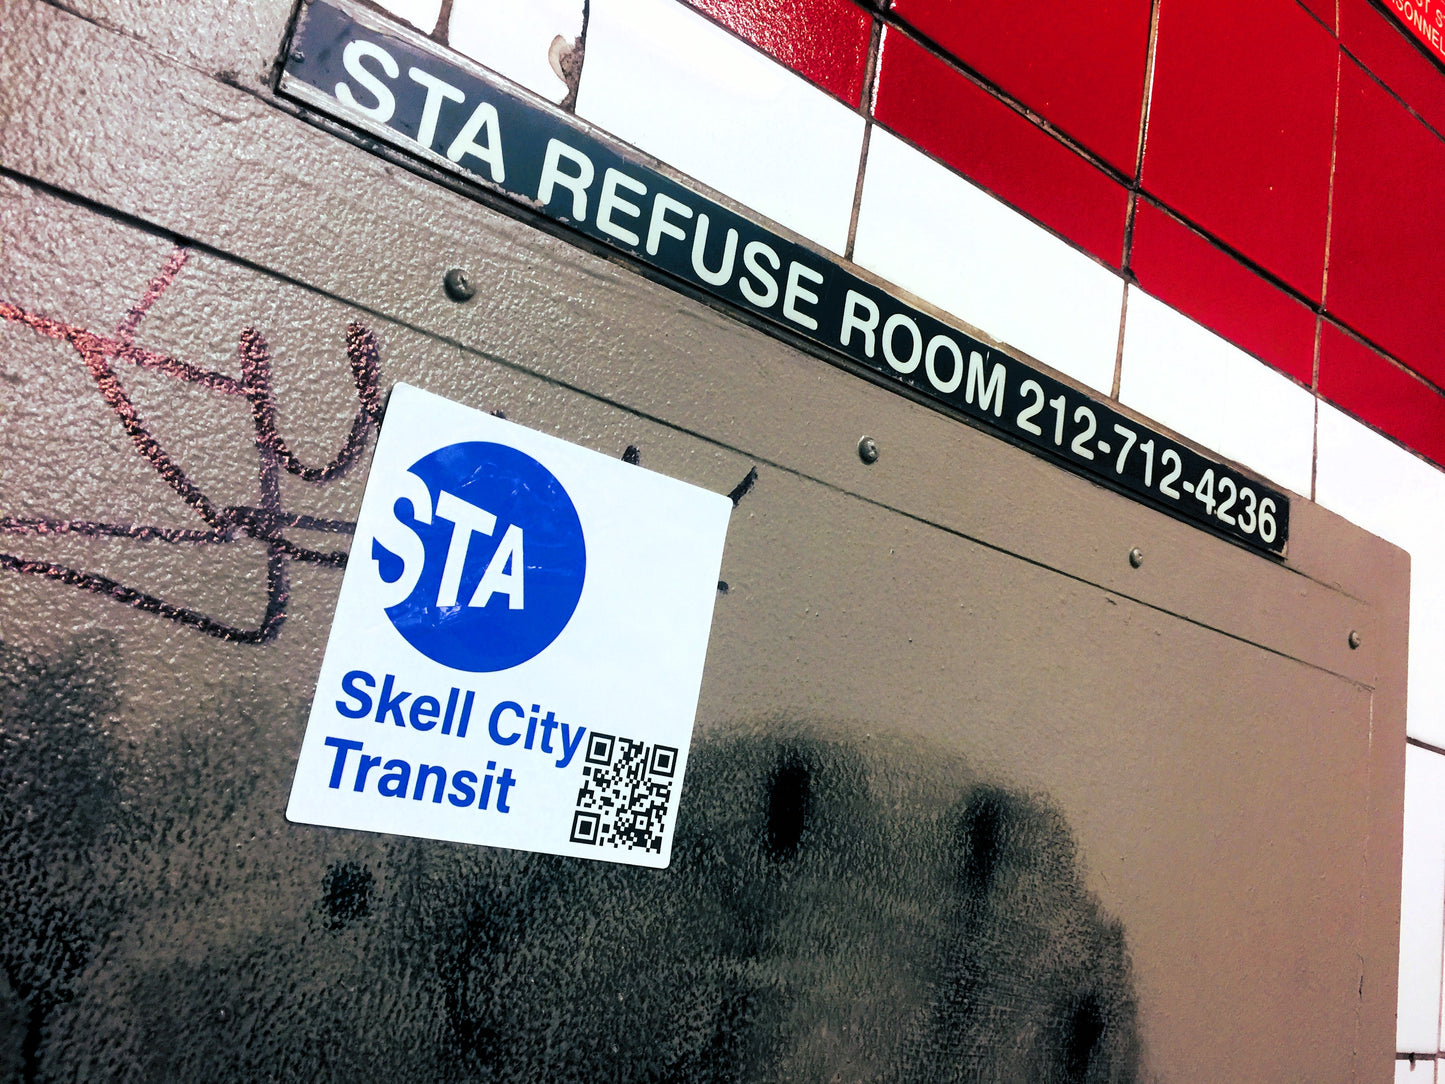 STA REFUSE ROOM 212-712-4236
STA
Skell City
Transit